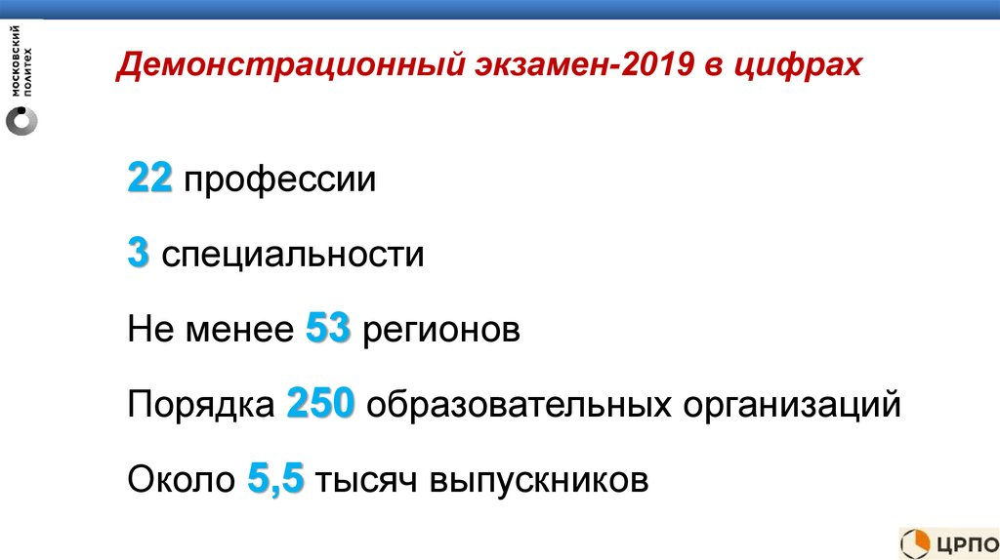 московский
политех
Демонстрационный экзамен-2019 в цифрах
22 профессии
3 специальности
Не менее 53 регионов
Порядка 250 образовательных организаций
Около 5,5 тысяч выпускников
ЦРПО